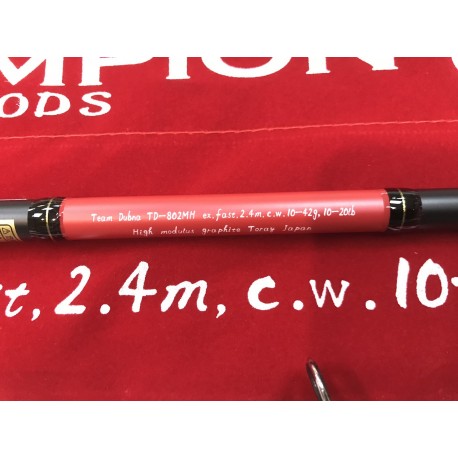 MPION
ODS
Team Dubna TD-802MH ex.fast, 2.4m, c.w. 10-42g, 10-20lb
High modulus graphite Toray Japan
st, 2.4m, c.w. 10